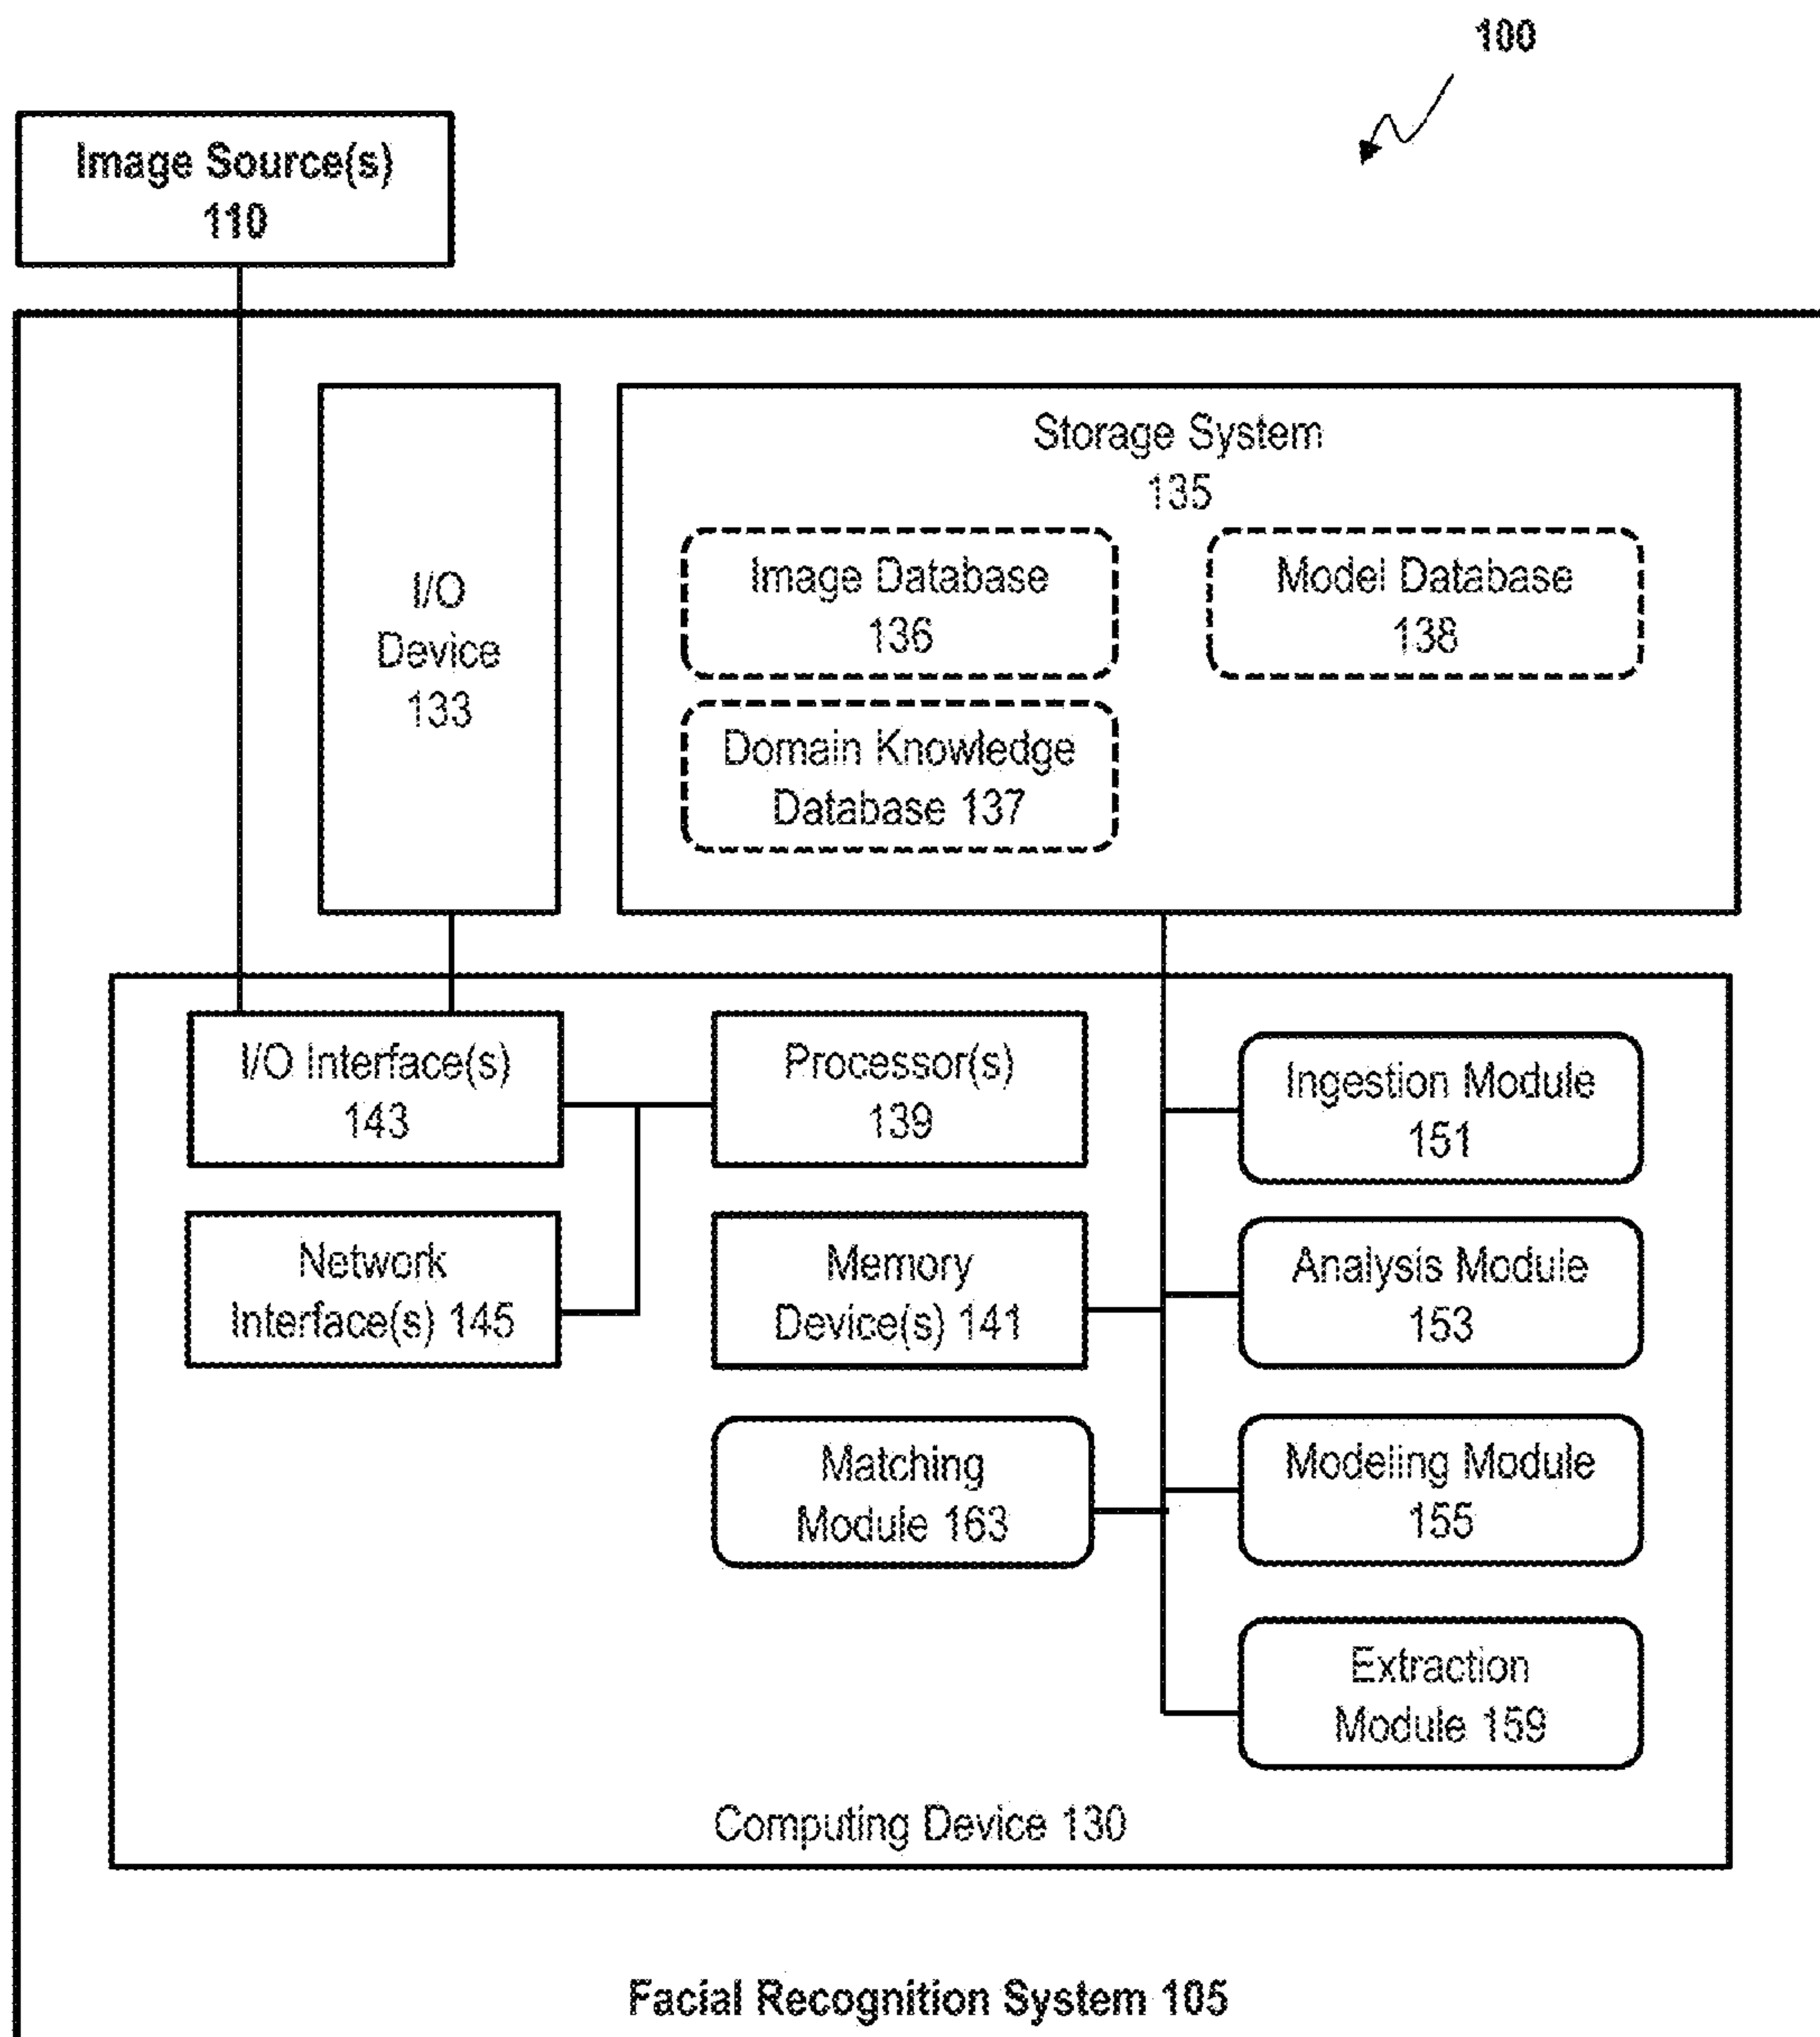 100
Image Source(s)
110
I/O
Device
133
Storage System
135
Image Database
136
Model Database
138
Domain Knowledge
Database 137
I/O Interface(s)
143
Processor(s)
139
Ingestion Module
151
Network
Interface(s) 145
Memory
Device(s) 141
Analysis Module
153
Matching
Module 163
Modeling Module
155
Extraction
Module 159
Computing Device 130
Facial Recognition System 105